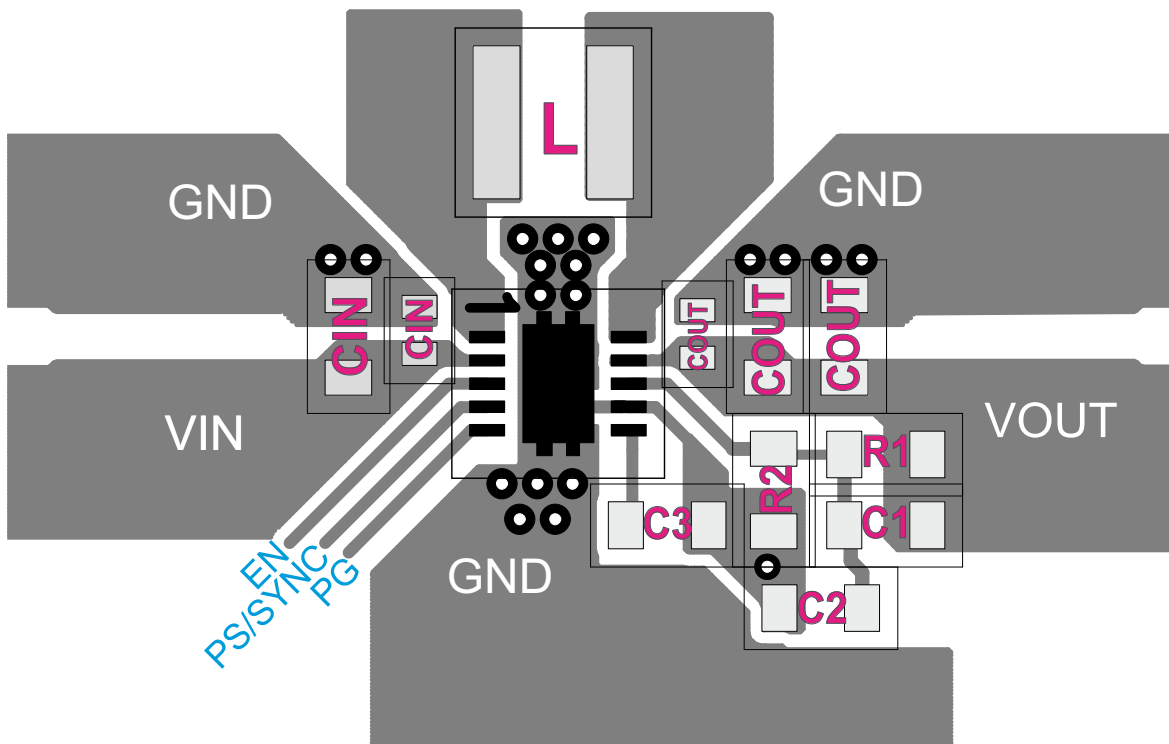 L
GND
GND
1
CIN
CIN
COUT
COUT
COUT
VIN
VOUT
R1
R2
C3
C1
GND
C2
EN
PS/SYNC
PG